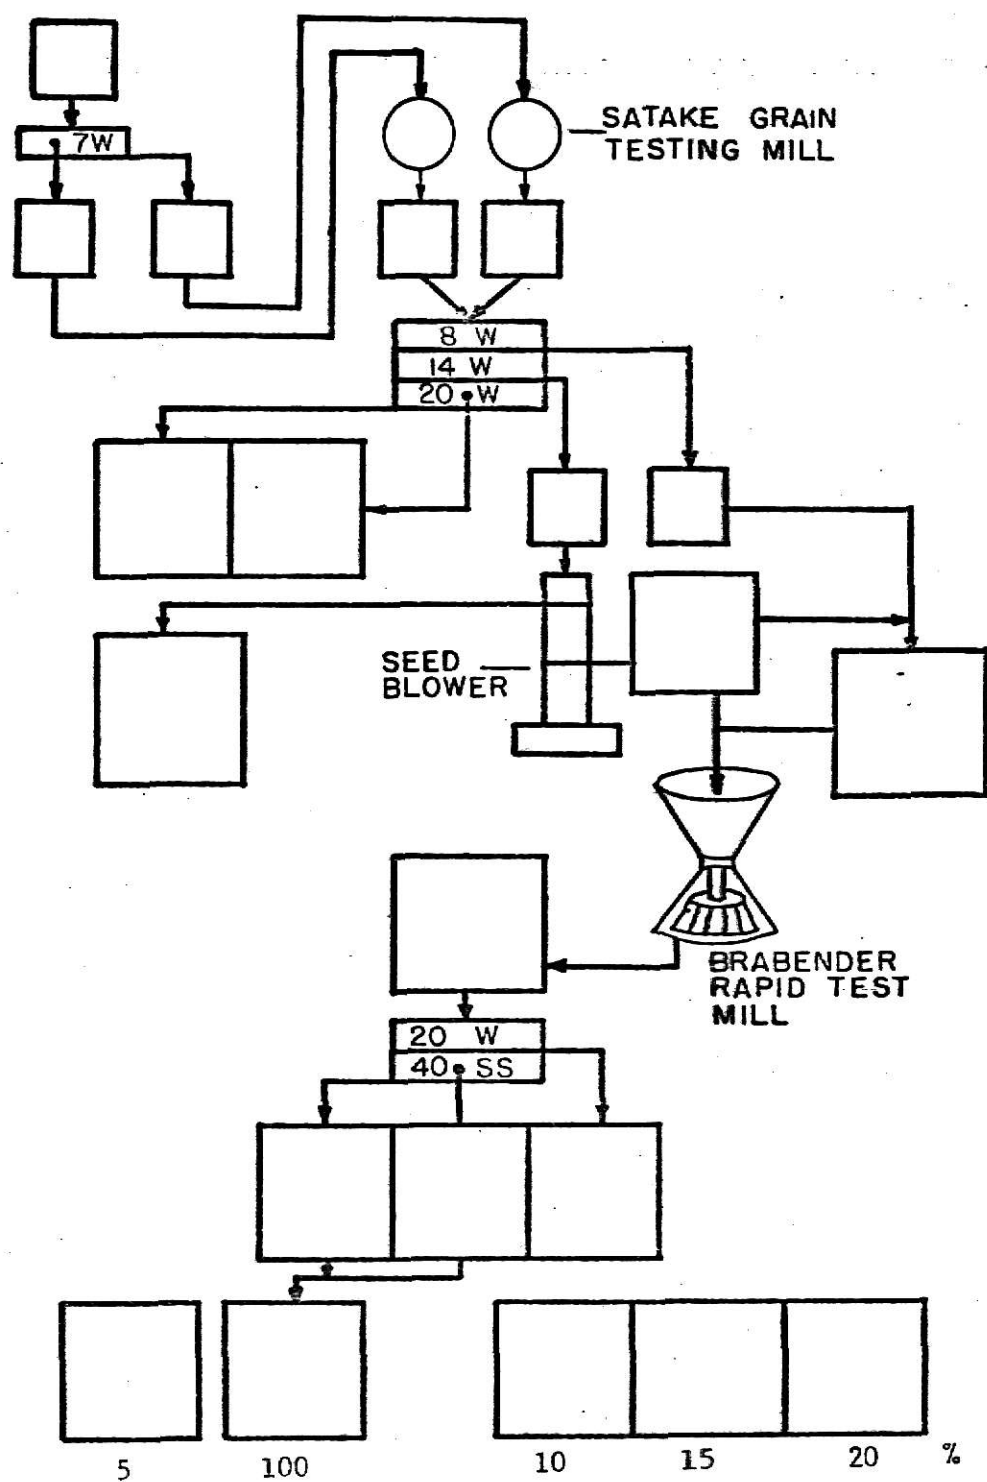 7W
SATAKE GRAIN
TESTING MILL
8 W
14 W
20 W
SEED
BLOWER
BRABENDER
RAPID TEST
MILL
20 W
40 SS
5 100 10 15 20 %